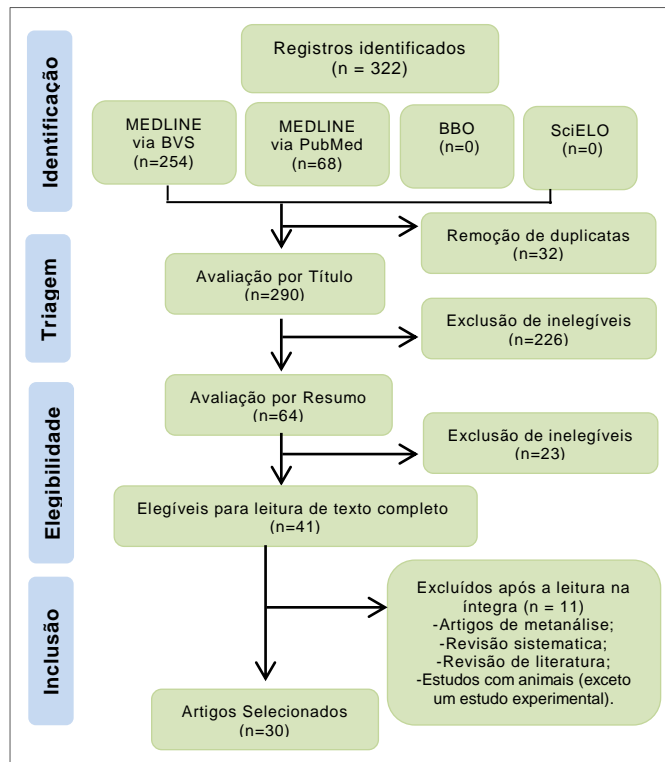 Identificação
Registros identificados
(n = 322)
MEDLINE
via BVS
(n=254)
MEDLINE
via PubMed
(n=68)
BBO
(n=0)
SciELO
(n=0)
Triagem
Remoção de duplicatas
(n=32)
Avaliação por Título
(n=290)
Exclusão de inelegíveis
(n=226)
Elegibilidade
Avaliação por Resumo
(n=64)
Exclusão de inelegíveis
(n=23)
Elegíveis para leitura de texto completo
(n=41)
Inclusão
Excluídos após a leitura na
íntegra (n = 11)
-Artigos de metanálise;
-Revisão sistematica;
-Revisão de literatura;
-Estudos com animais (exceto
um estudo experimental).
Artigos Selecionados
(n=30)